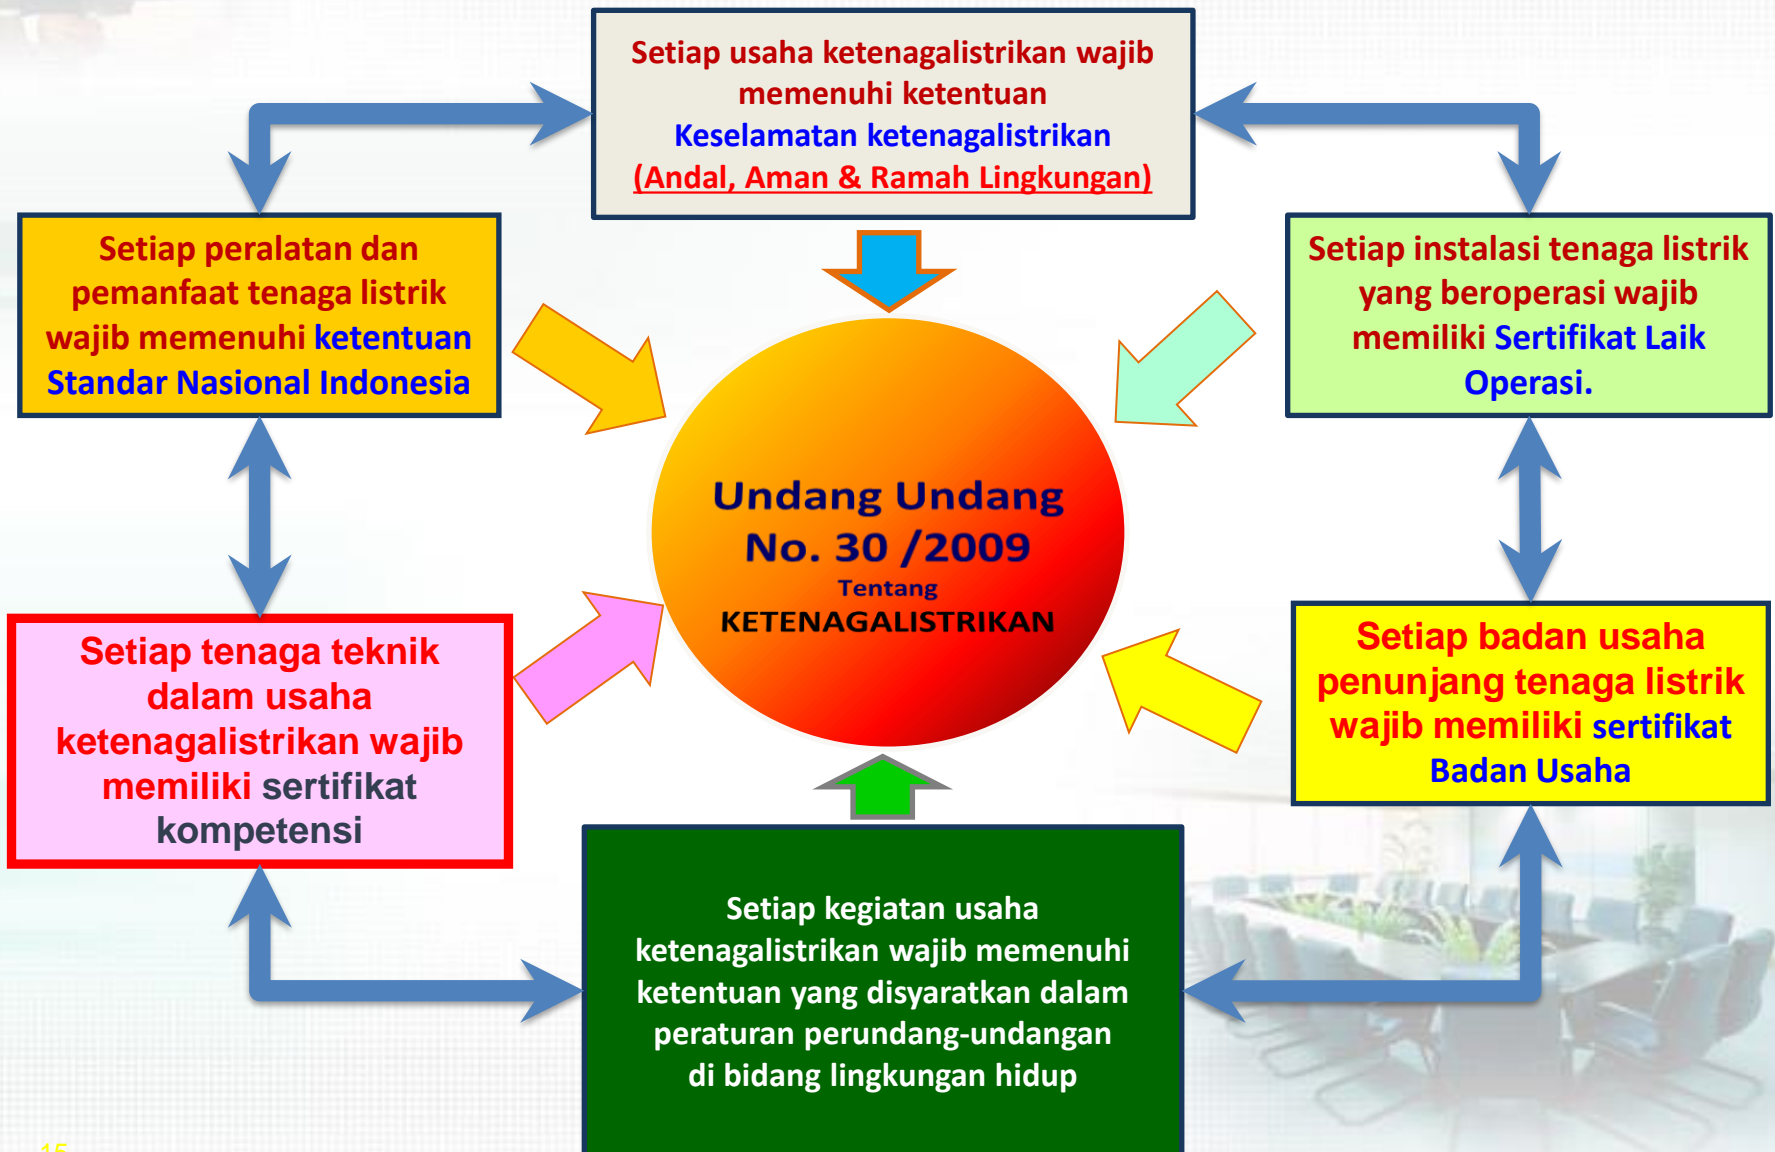 Setiap usaha ketenagalistrikan wajib
memenuhi ketentuan
Keselamatan ketenagalistrikan
(Andal, Aman & Ramah Lingkungan)
Setiap peralatan dan
pemanfaat tenaga listrik
wajib memenuhi ketentuan
Standar Nasional Indonesia
Setiap instalasi tenaga listrik
yang beroperasi wajib
memiliki Sertifikat Laik
Operasi.
Undang Undang
No. 30 /2009
Tentang
KETENAGALISTRIKAN
Setiap tenaga teknik
dalam usaha
ketenagalistrikan wajib
memiliki sertifikat
kompetensi
Setiap badan usaha
penunjang tenaga listrik
wajib memiliki sertifikat
Badan Usaha
Setiap kegiatan usaha
ketenagalistrikan wajib memenuhi
ketentuan yang disyaratkan dalam
peraturan perundang-undangan
di bidang lingkungan hidup
15